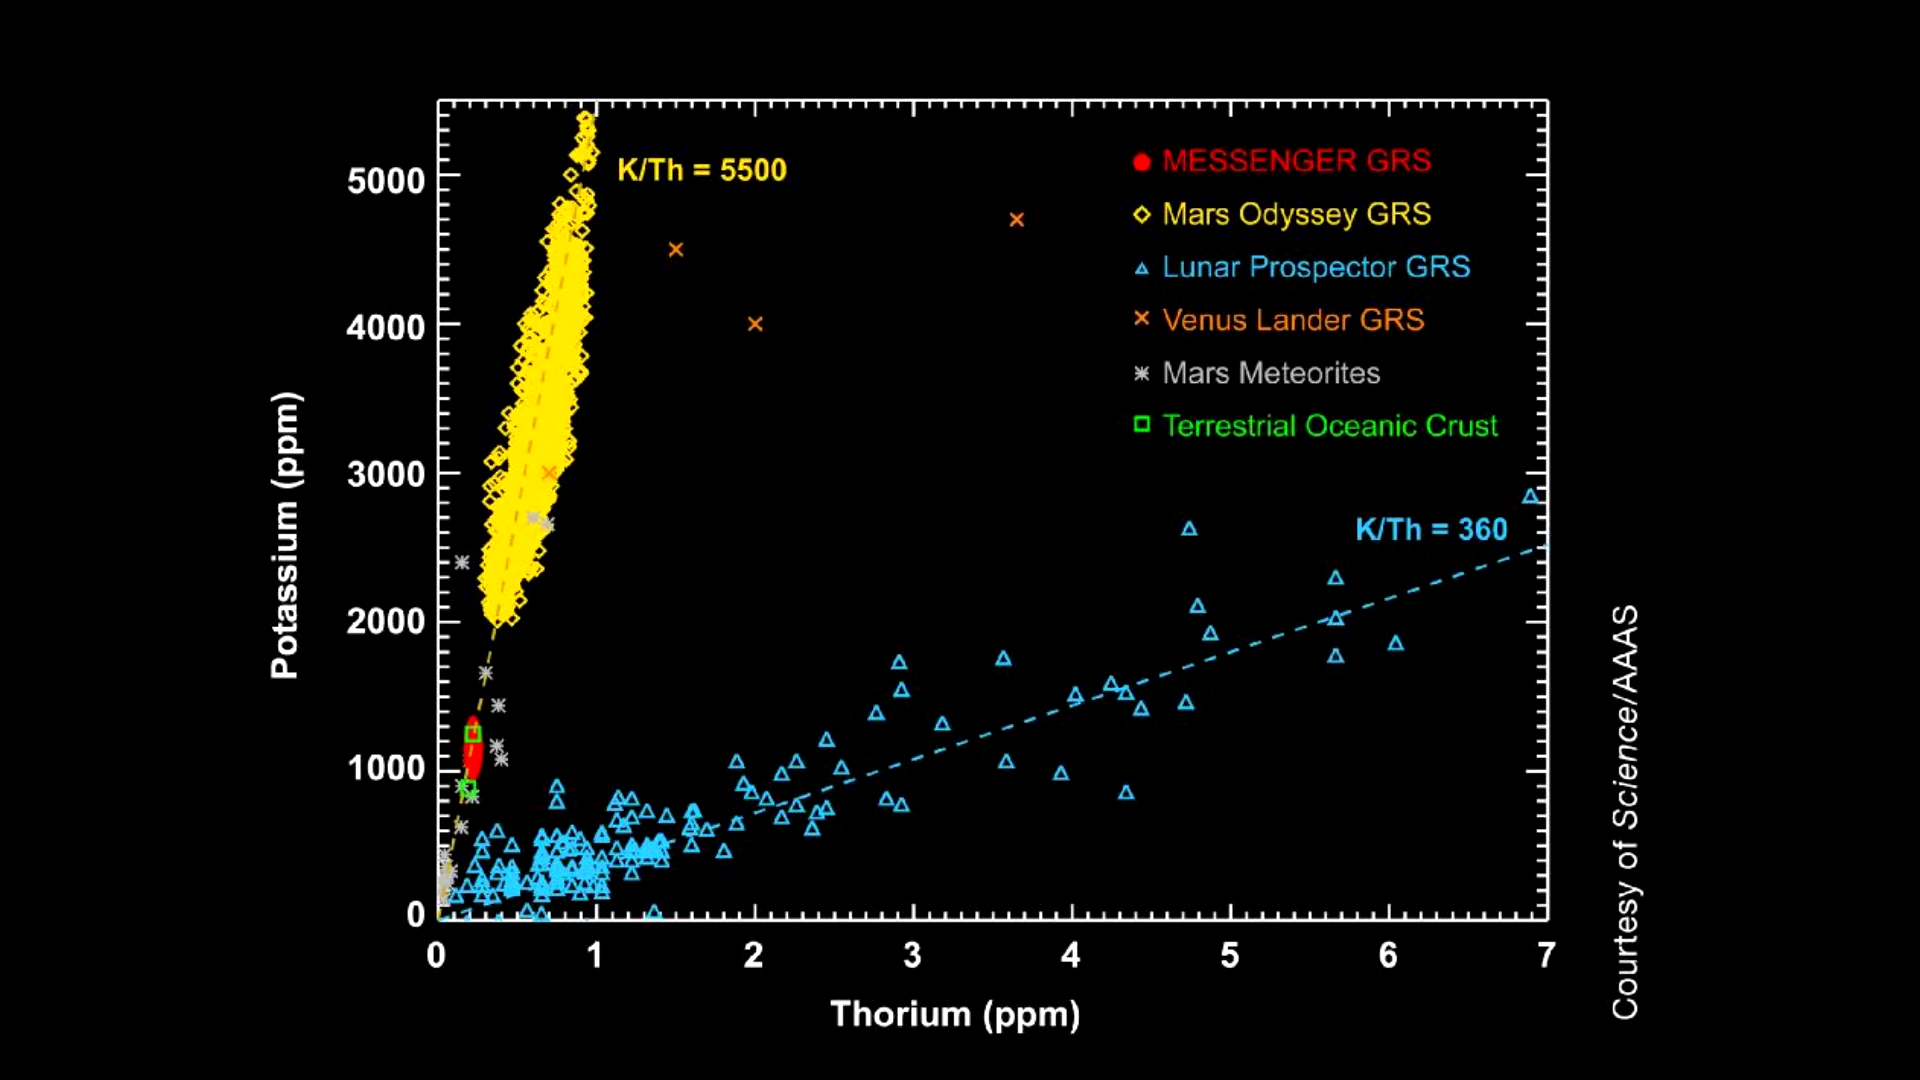 K/Th = 5500
MESSENGER GRS
Mars Odyssey GRS
Lunar Prospector GRS
Venus Lander GRS
Mars Meteorites
Terrestrial Oceanic Crust
K/Th = 360
5000
4000
3000
2000
1000
0
Potassium (ppm)
0 1 2 3 4 5 6 7
Thorium (ppm)
Courtesy of Science/AAAS